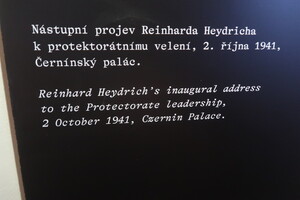 Nástupní projev Reinharda Heydricha
k protektorátnímu velení, 2. října 1941,
Černínský palác.
Reinhard Heydrich's inaugural address
to the Protectorate leadership,
2 October 1941, Czernin Palace.